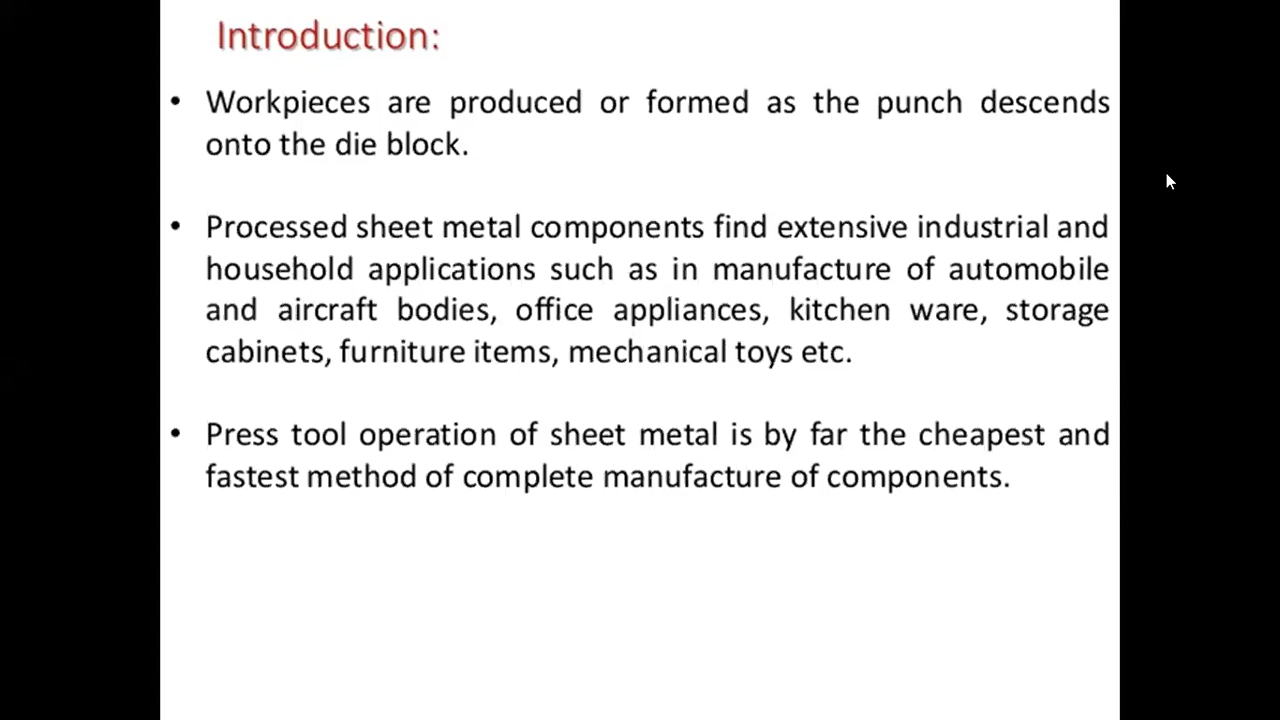 Introduction:
• Workpieces are produced or formed as the punch descends
onto the die block.
• Processed sheet metal components find extensive industrial and
household applications such as in manufacture of automobile
and aircraft bodies, office appliances, kitchen ware, storage
cabinets, furniture items, mechanical toys etc.
• Press tool operation of sheet metal is by far the cheapest and
fastest method of complete manufacture of components.